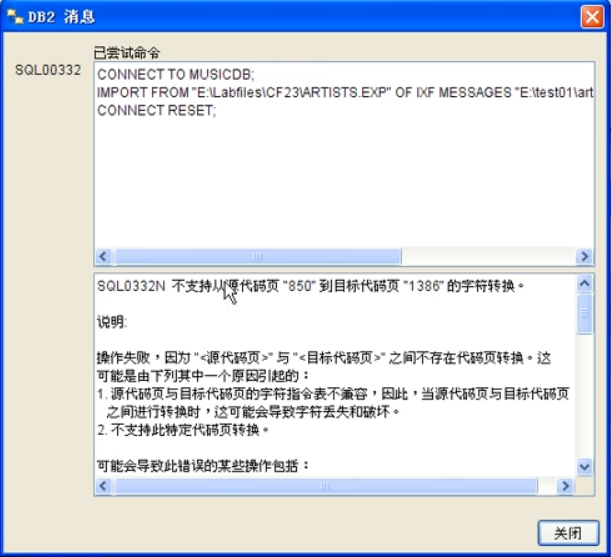 DB2 消息
已尝试命令
SQL00332
CONNECT TO MUSICDB;
IMPORT FROM "E:\Labfiles\CF23\ARTISTS.EXP" OF IXF MESSAGES "E:\test01\art
CONNECT RESET;
SQL0332N 不支持从源代码页 "850" 到目标代码页 "1386" 的字符转换。
说明:
操作失败，因为 "<源代码页>" 与 "<目标代码页>" 之间不存在代码页转换。这
可能是由下列其中一个原因引起的：
1. 源代码页与目标代码页的字符指令表不兼容，因此，当源代码页与目标代码页
之间进行转换时，这可能会导致字符丢失和破坏。
2. 不支持此特定代码页转换。
可能会导致此错误的某些操作包括：
关闭